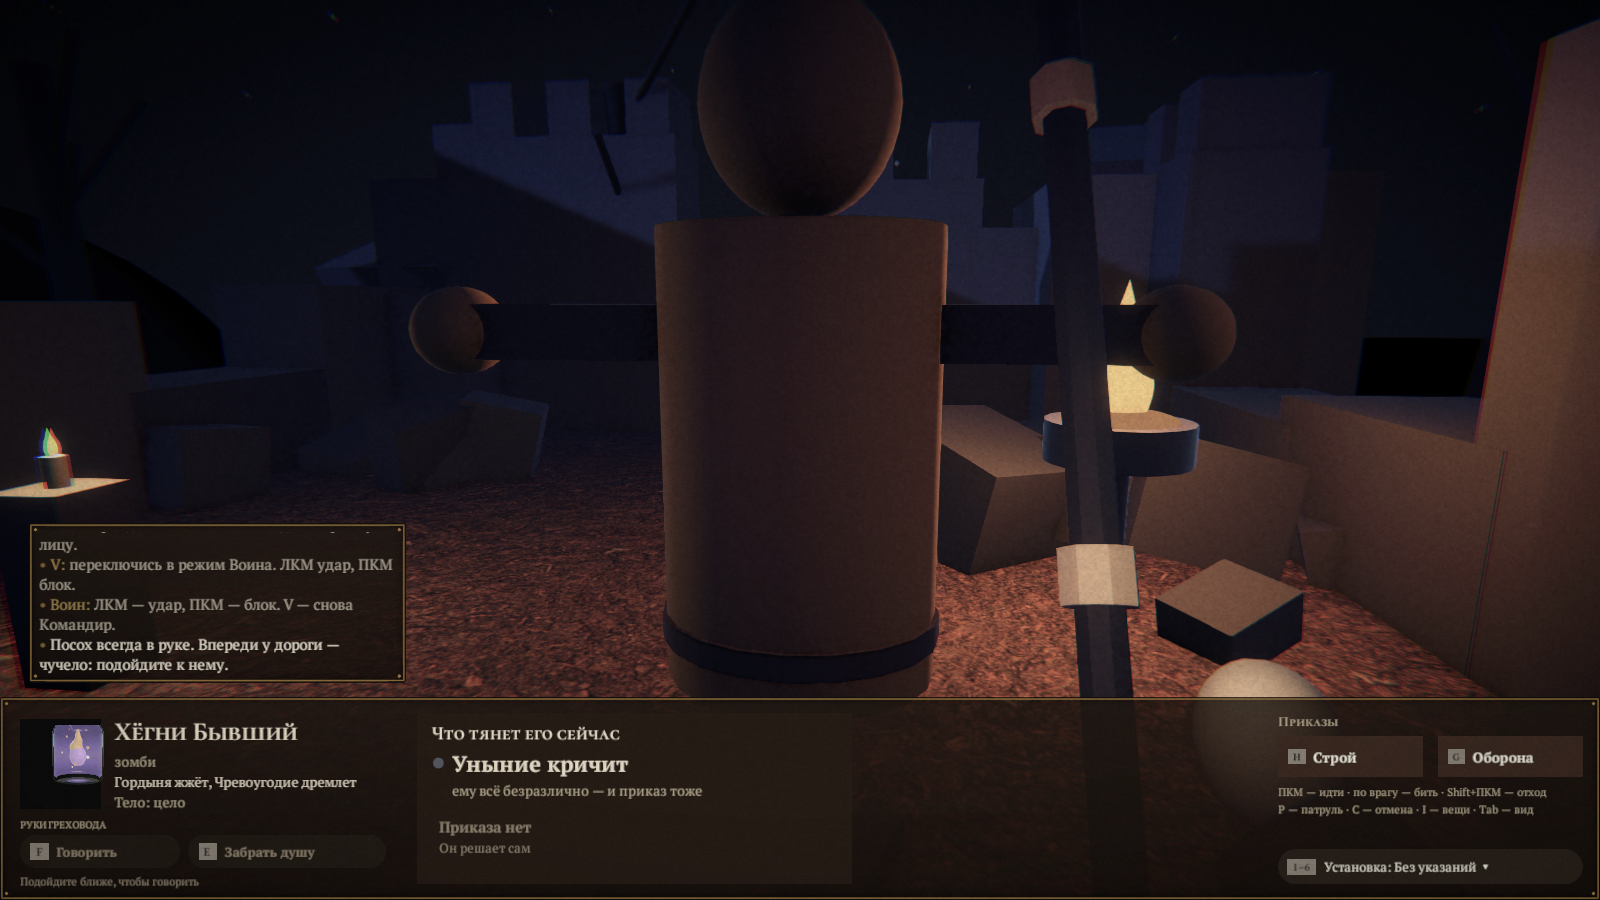 лицу.
• V: переключись в режим Воина. ЛКМ удар, ПКМ
блок.
• Воин: ЛКМ — удар, ПКМ — блок. V — снова
Командир.
• Посох всегда в руке. Впереди у дороги —
чучело: подойдите к нему.
Хёгни Бывший
зомби
Гордыня жжёт, Чревоугодие дремлет
Тело: цело
РУКИ ГРЕХОВОДА
F Говорить
E Забрать душу
Подойдите ближе, чтобы говорить
Что тянет его сейчас
Уныние кричит
ему всё безразлично — и приказ тоже
Приказа нет
Он решает сам
Приказы
H Строй
G Оборона
ПКМ — идти · по врагу — бить · Shift+ПКМ — отход
P — патруль · C — отмена · I — вещи · Tab — вид
1–6 Установка: Без указаний ▾